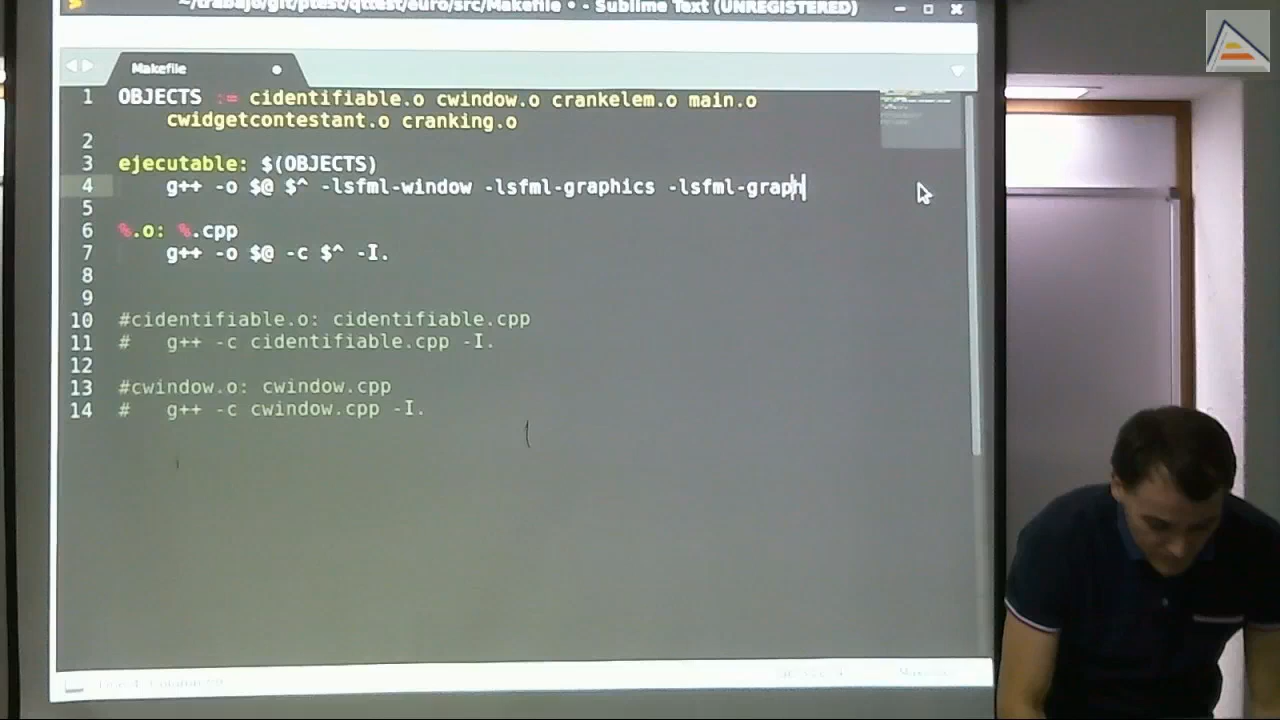 ~/trabajo/git/ptest/qttest/euro/src/Makefile • - Sublime Text (UNREGISTERED)
Makefile
1 OBJECTS := cidentifiable.o cwindow.o crankelem.o main.o
cwidgetcontestant.o cranking.o
2
3 ejecutable: $(OBJECTS)
4 g++ -o $@ $^ -lsfml-window -lsfml-graphics -lsfml-graph
5
6 %.o: %.cpp
7 g++ -o $@ -c $^ -I.
8
9
10 #cidentifiable.o: cidentifiable.cpp
11 # g++ -c cidentifiable.cpp -I.
12
13 #cwindow.o: cwindow.cpp
14 # g++ -c cwindow.cpp -I.